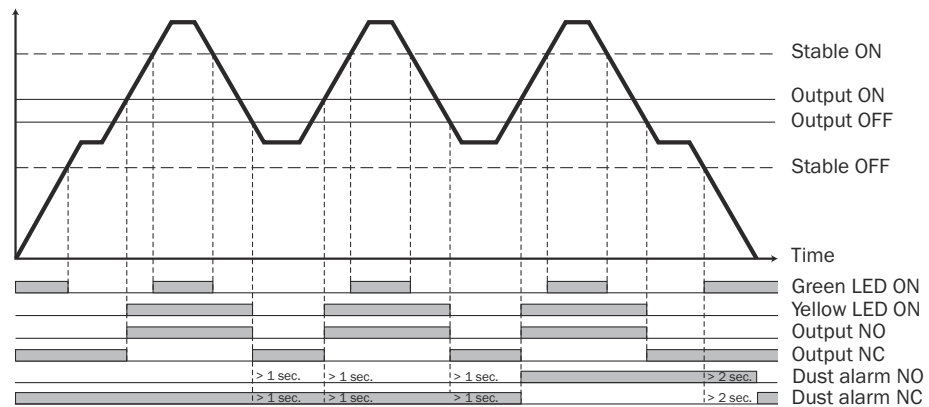 Stable ON
Output ON
Output OFF
Stable OFF
Time
Green LED ON
Yellow LED ON
Output NO
Output NC
> 1 sec. > 1 sec. > 1 sec. > 2 sec. Dust alarm NO
> 1 sec. > 1 sec. > 1 sec. > 2 sec. Dust alarm NC